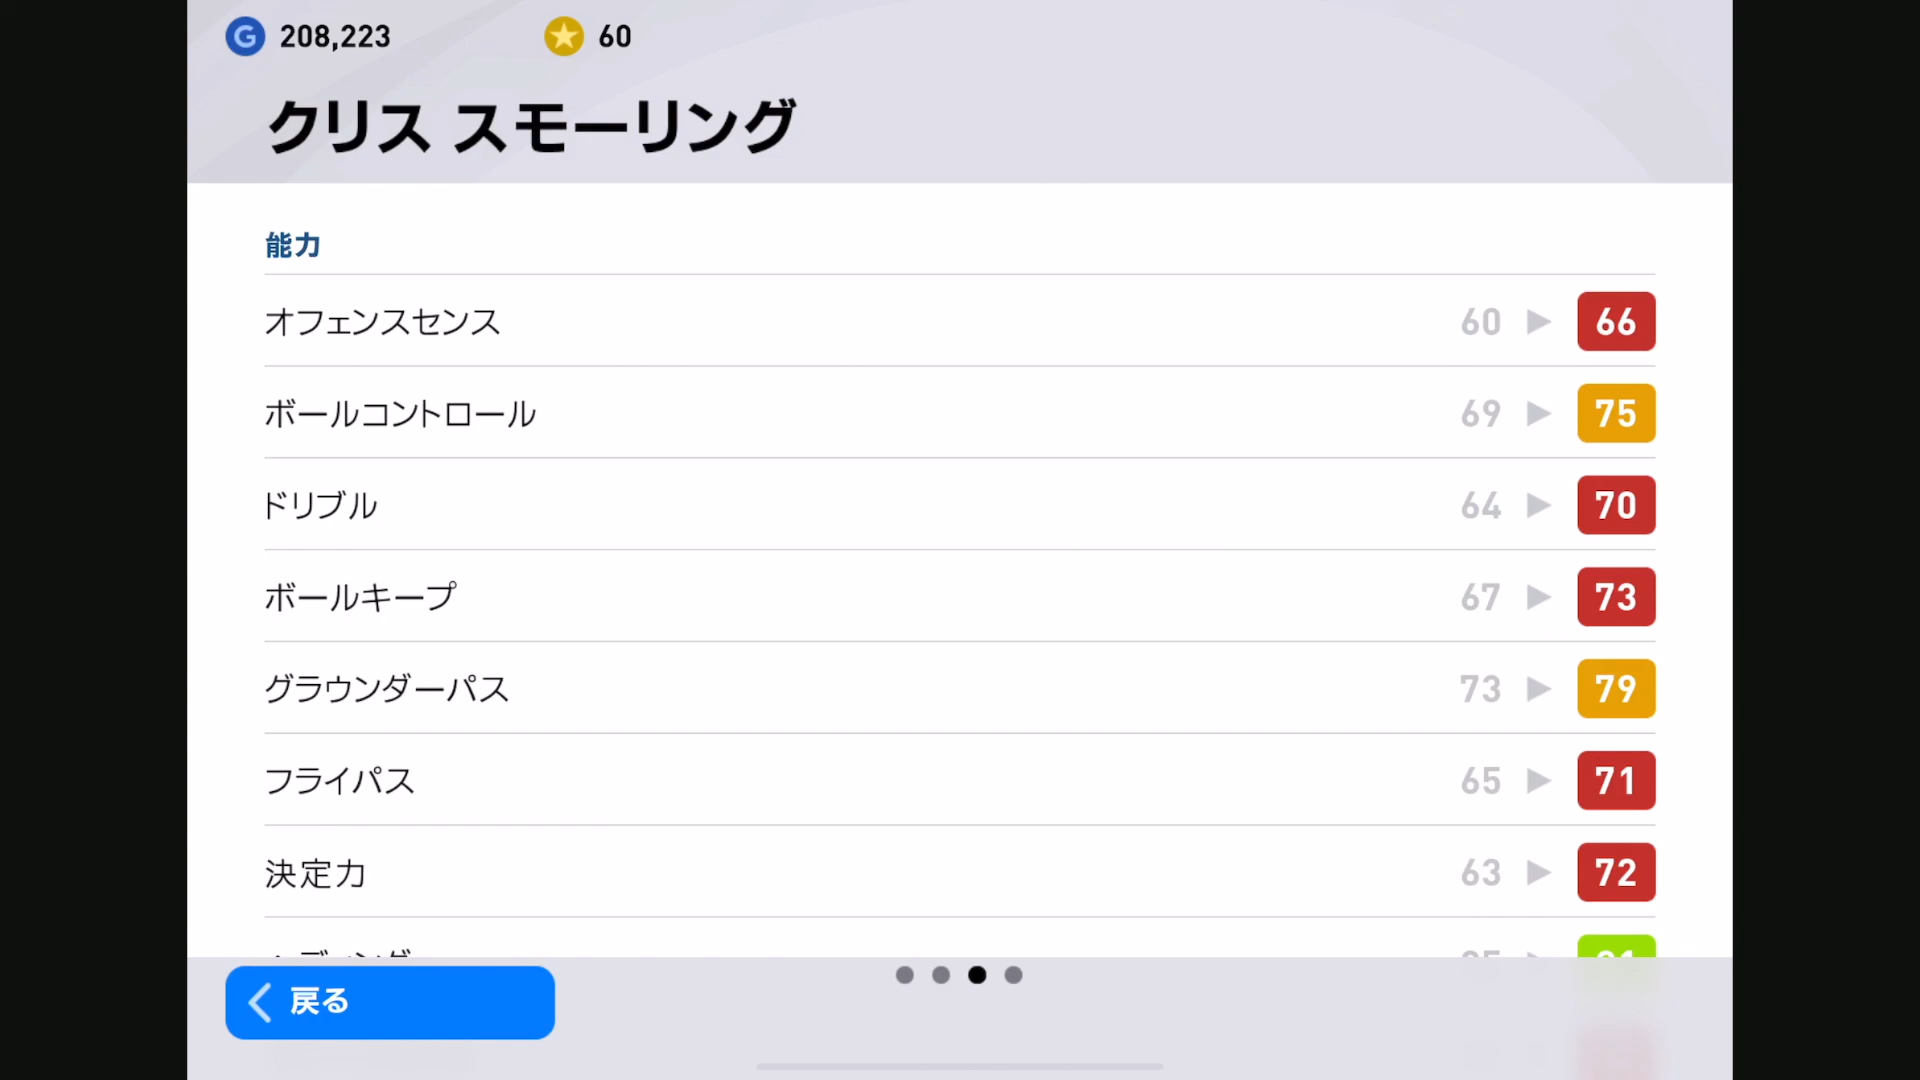 G 208,223 60
クリス スモーリング
能力
オフェンスセンス 60 ▶ 66
ボールコントロール 69 ▶ 75
ドリブル 64 ▶ 70
ボールキープ 67 ▶ 73
グラウンダーパス 73 ▶ 79
フライパス 65 ▶ 71
決定力 63 ▶ 72
戻る